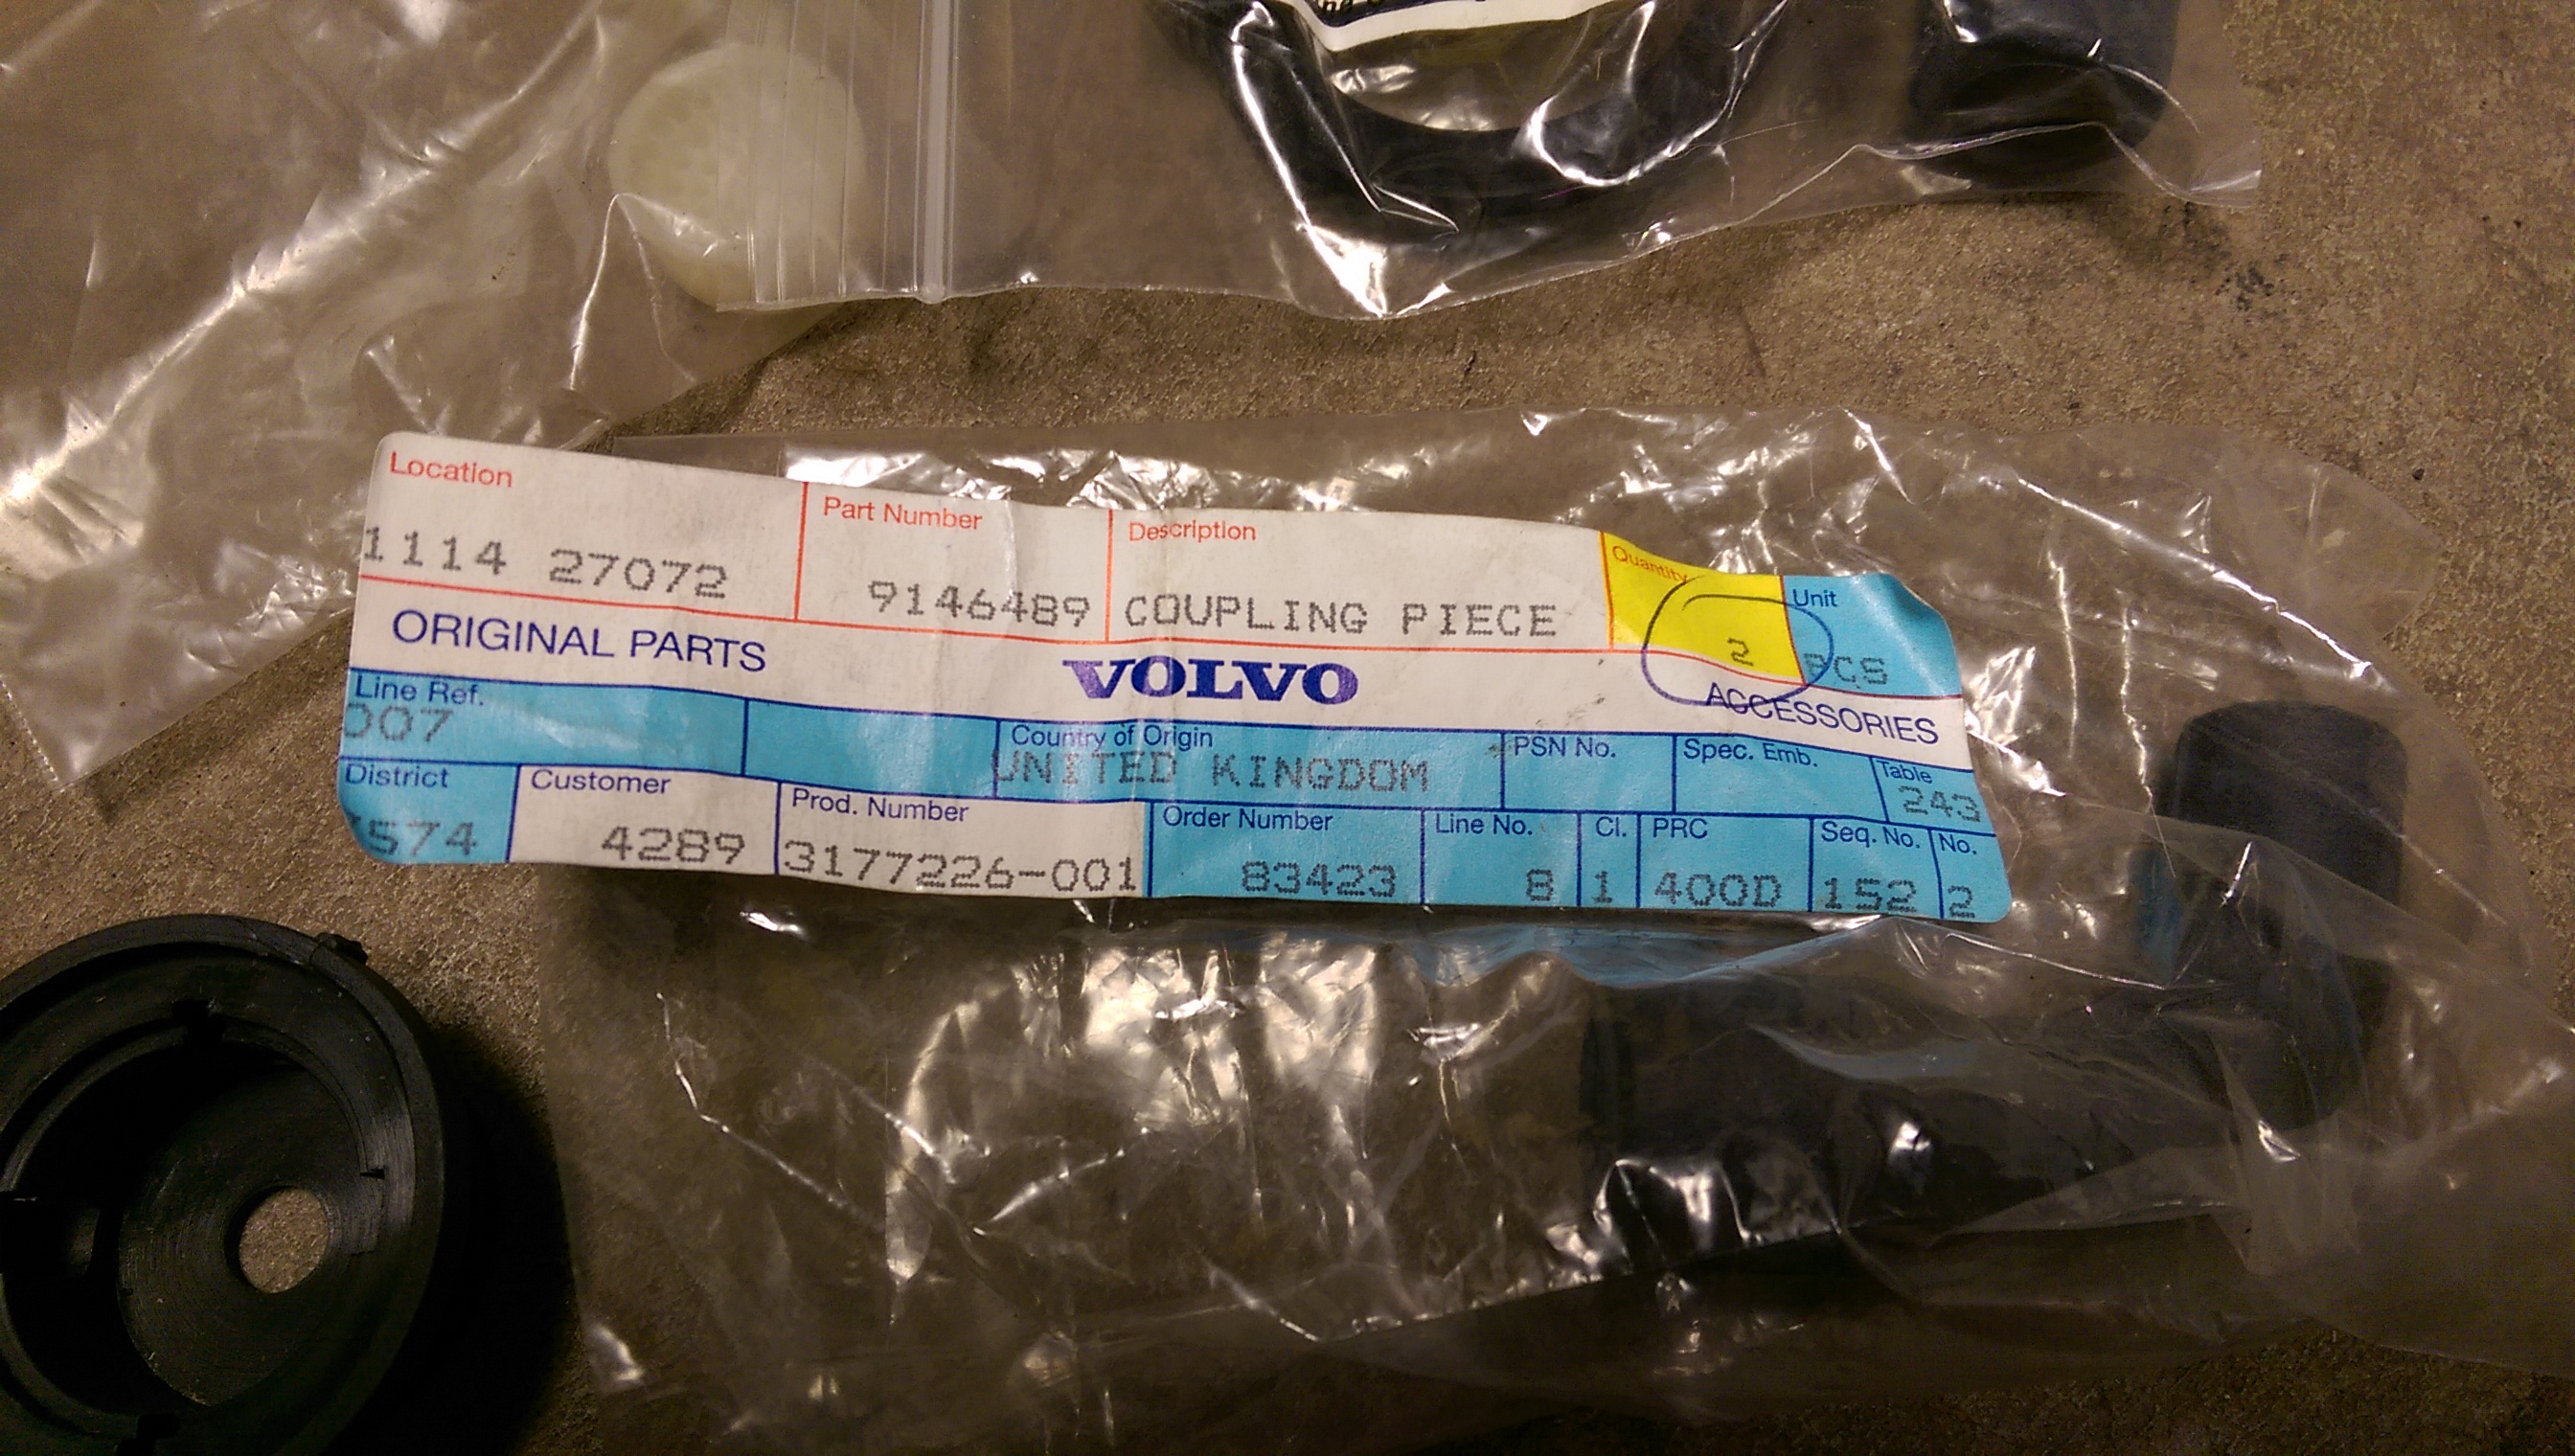 Location
Part Number
Description
Quantity
Unit
1114 27072
9146489
COUPLING PIECE
2
PCS
ORIGINAL PARTS
VOLVO
ACCESSORIES
Line Ref.
007
Country of Origin
UNITED KINGDOM
PSN No.
Spec. Emb.
Table
243
District
574
Customer
4289
Prod. Number
3177226-001
Order Number
83423
Line No.
8
Cl.
1
PRC
400D
Seq. No.
152
No.
2